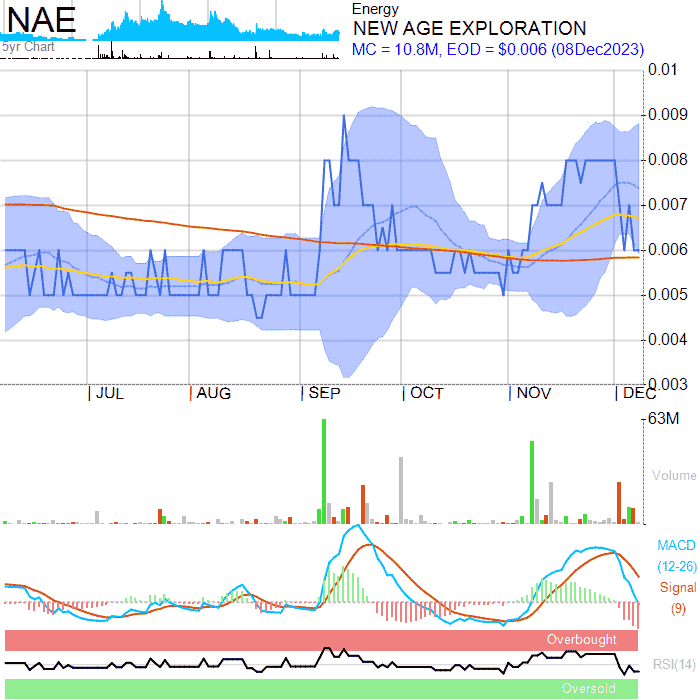 NAE
5yr Chart
Energy
NEW AGE EXPLORATION
MC = 10.8M, EOD = $0.006 (08Dec2023)
0.01
0.009
0.008
0.007
0.006
0.005
0.004
0.003
JUL AUG SEP OCT NOV DEC
63M
Volume
MACD
(12-26)
Signal
(9)
Overbought
RSI(14)
Oversold